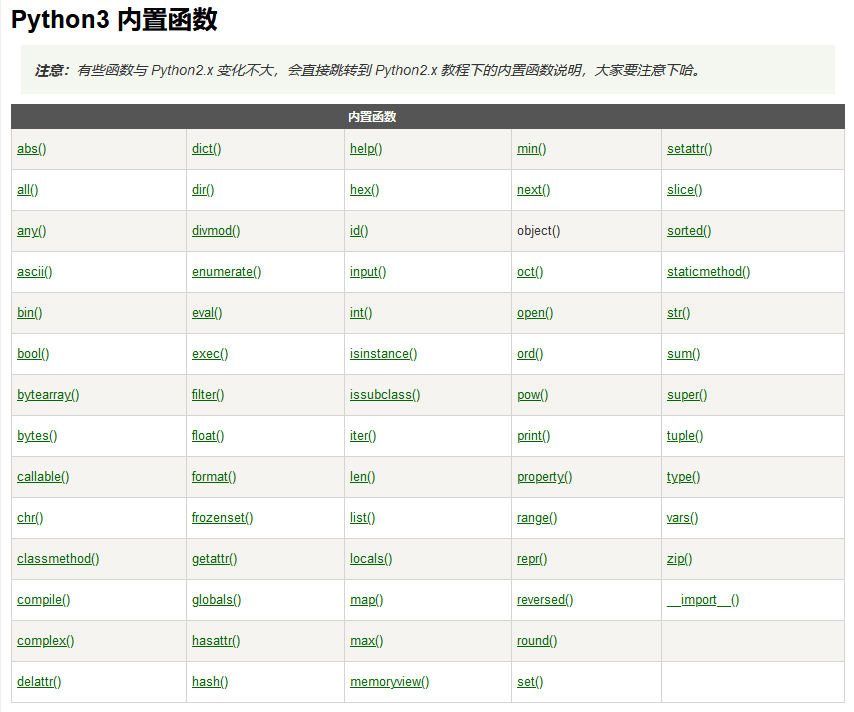 Python3 内置函数
注意：有些函数与 Python2.x 变化不大，会直接跳转到 Python2.x 教程下的内置函数说明，大家要注意下哈。
内置函数
abs() dict() help() min() setattr()
all() dir() hex() next() slice()
any() divmod() id() object() sorted()
ascii() enumerate() input() oct() staticmethod()
bin() eval() int() open() str()
bool() exec() isinstance() ord() sum()
bytearray() filter() issubclass() pow() super()
bytes() float() iter() print() tuple()
callable() format() len() property() type()
chr() frozenset() list() range() vars()
classmethod() getattr() locals() repr() zip()
compile() globals() map() reversed() __import__()
complex() hasattr() max() round()
delattr() hash() memoryview() set()